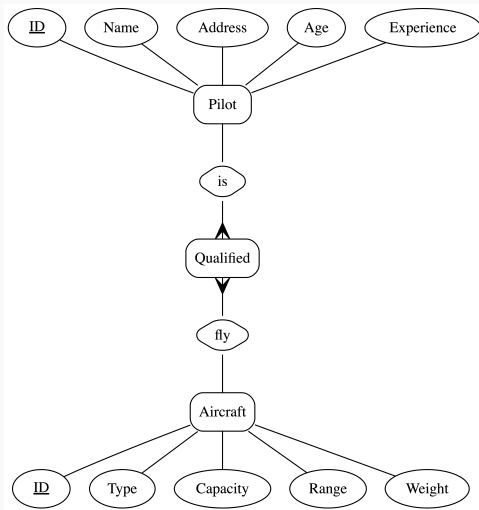 ID Name Address Age Experience
Pilot
is
Qualified
fly
Aircraft
ID Type Capacity Range Weight